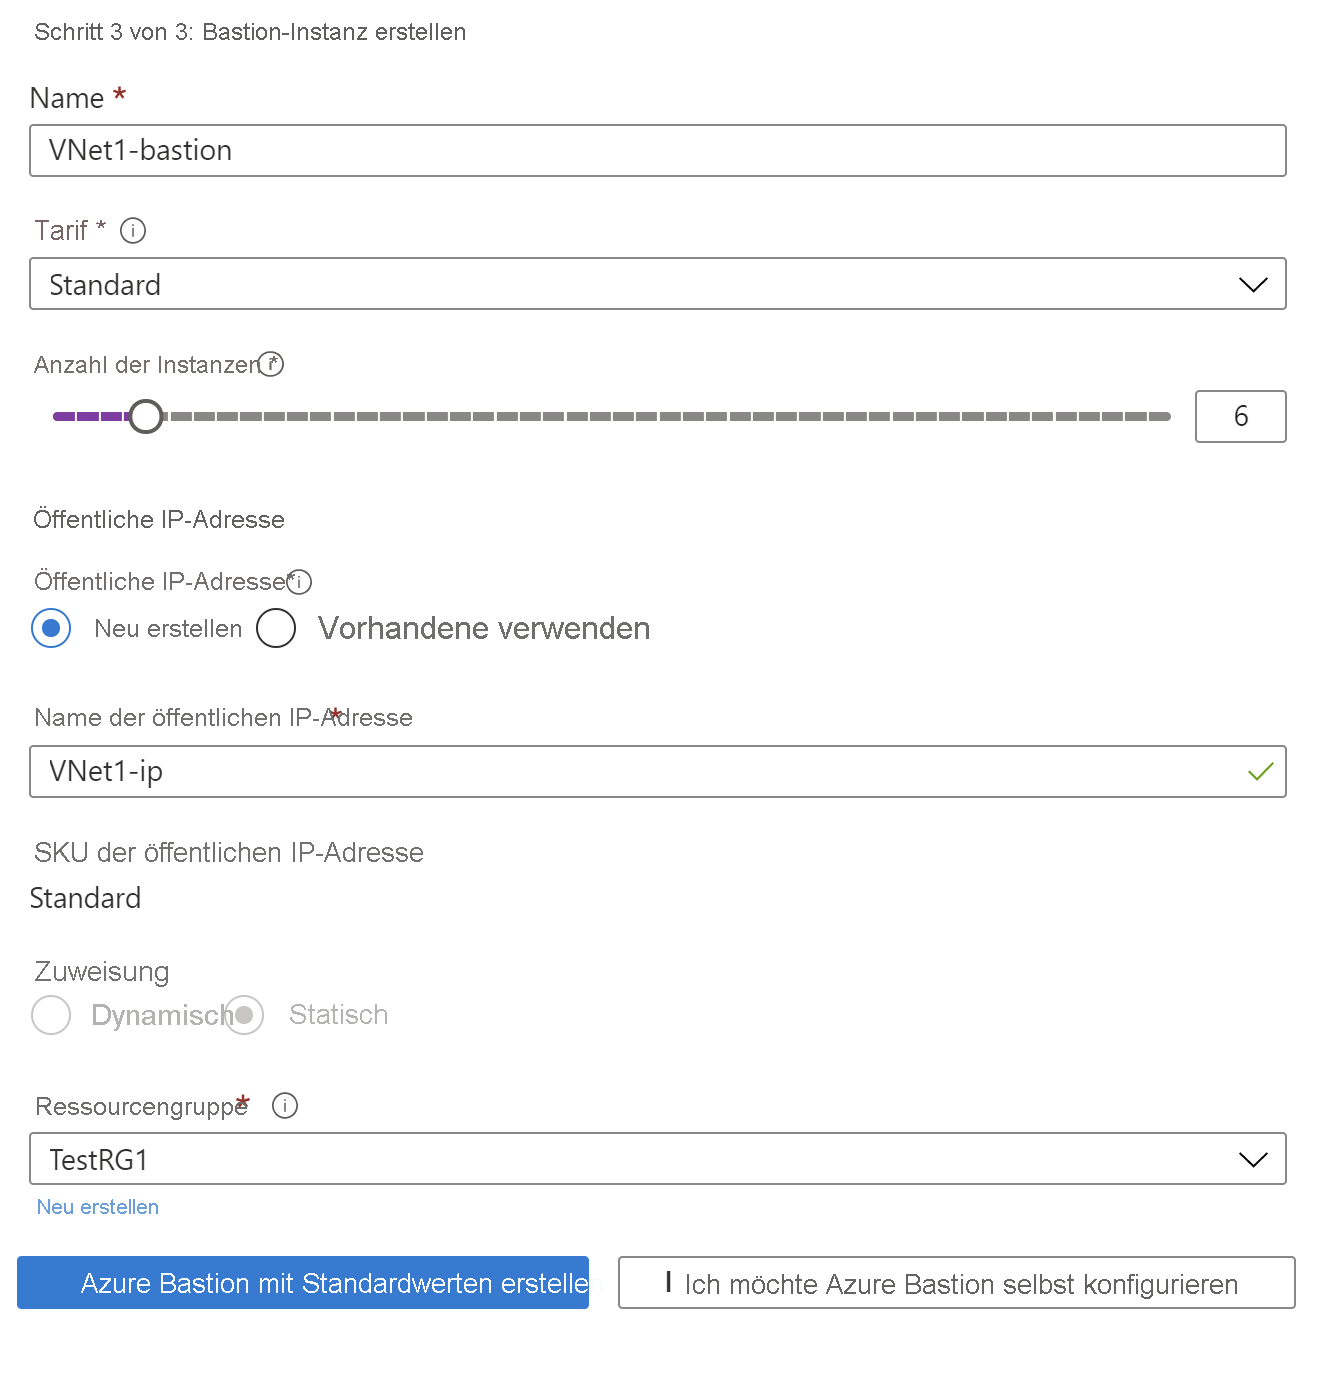 Schritt 3 von 3: Bastion-Instanz erstellen
Name *
VNet1-bastion
Tarif *
Standard
Anzahl der Instanzen *
6
Öffentliche IP-Adresse
Öffentliche IP-Adresse *
Neu erstellen Vorhandene verwenden
Name der öffentlichen IP-Adresse *
VNet1-ip
SKU der öffentlichen IP-Adresse
Standard
Zuweisung
Dynamisch Statisch
Ressourcengruppe *
TestRG1
Neu erstellen
Azure Bastion mit Standardwerten erstelle
I Ich möchte Azure Bastion selbst konfigurieren